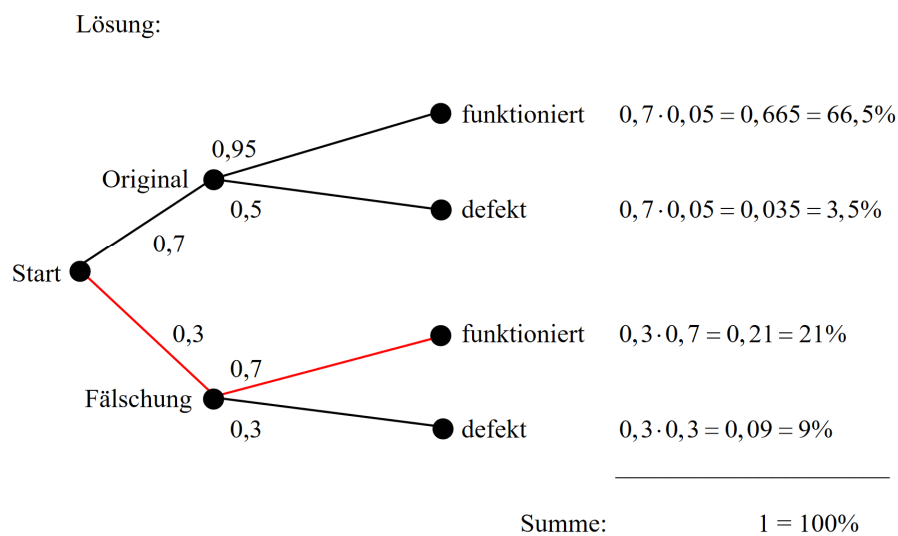 Lösung:
funktioniert 0,7·0,05 = 0,665 = 66,5%
0,95
Original
0,5
defekt 0,7·0,05 = 0,035 = 3,5%
0,7
Start
0,3
funktioniert 0,3·0,7 = 0,21 = 21%
0,7
Fälschung
0,3
defekt 0,3·0,3 = 0,09 = 9%
Summe: 1 = 100%